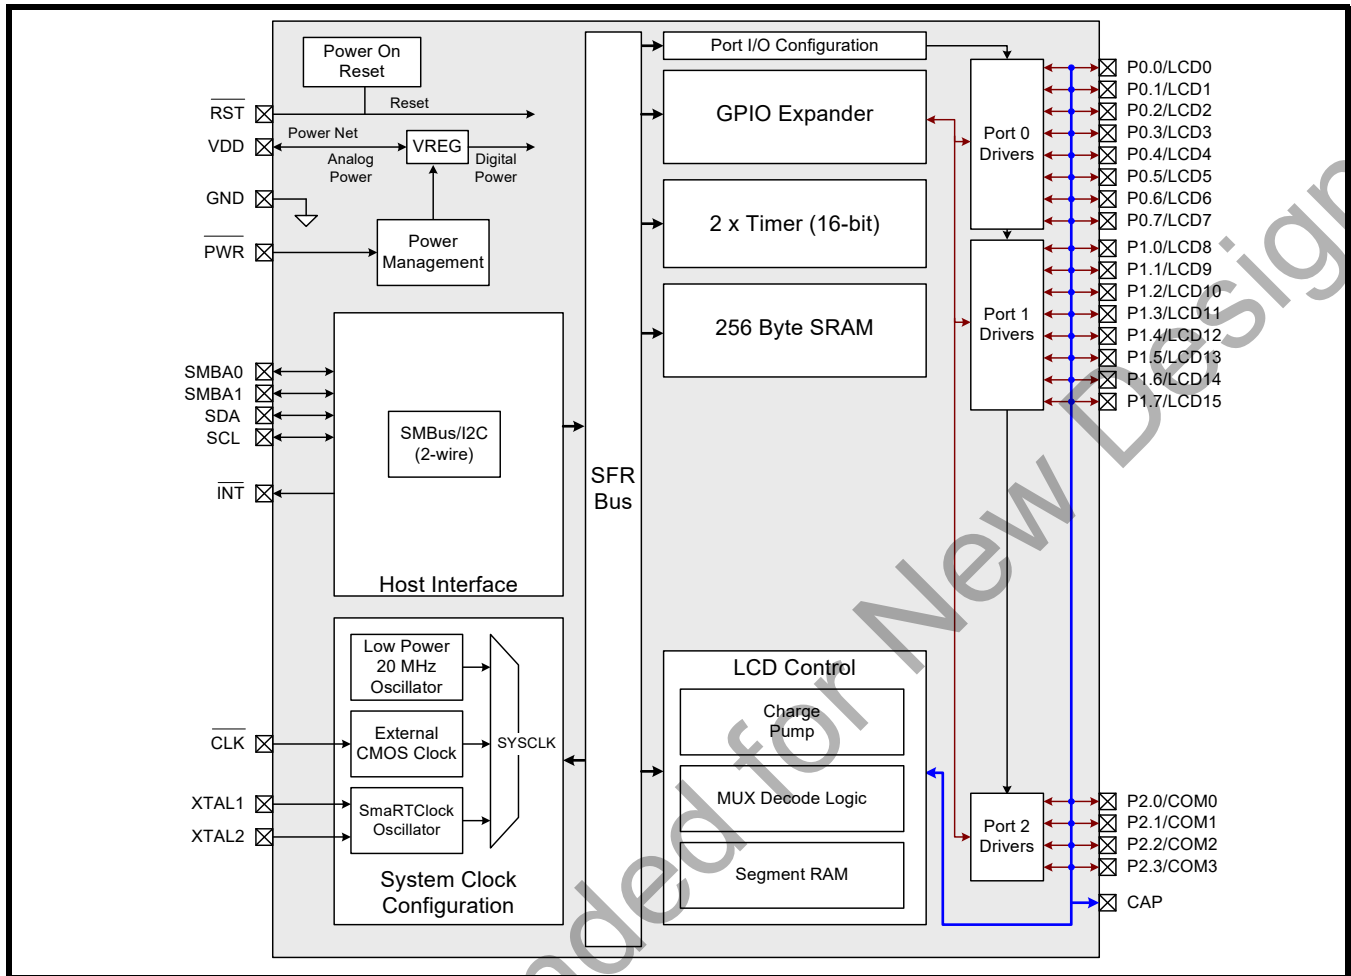 Power On
Reset
RST
Reset
VDD
Power Net
VREG
Analog
Power
Digital
Power
GND
PWR
Power
Management
SMBA0
SMBA1
SDA
SCL
INT
SMBus/I2C
(2-wire)
Host Interface
Low Power
20 MHz
Oscillator
CLK
External
CMOS Clock
SYSCLK
XTAL1
XTAL2
SmaRTClock
Oscillator
System Clock
Configuration
SFR
Bus
Port I/O Configuration
GPIO Expander
2 x Timer (16-bit)
256 Byte SRAM
LCD Control
Charge
Pump
MUX Decode Logic
Segment RAM
Port 0
Drivers
Port 1
Drivers
Port 2
Drivers
P0.0/LCD0
P0.1/LCD1
P0.2/LCD2
P0.3/LCD3
P0.4/LCD4
P0.5/LCD5
P0.6/LCD6
P0.7/LCD7
P1.0/LCD8
P1.1/LCD9
P1.2/LCD10
P1.3/LCD11
P1.4/LCD12
P1.5/LCD13
P1.6/LCD14
P1.7/LCD15
P2.0/COM0
P2.1/COM1
P2.2/COM2
P2.3/COM3
CAP
for New Design